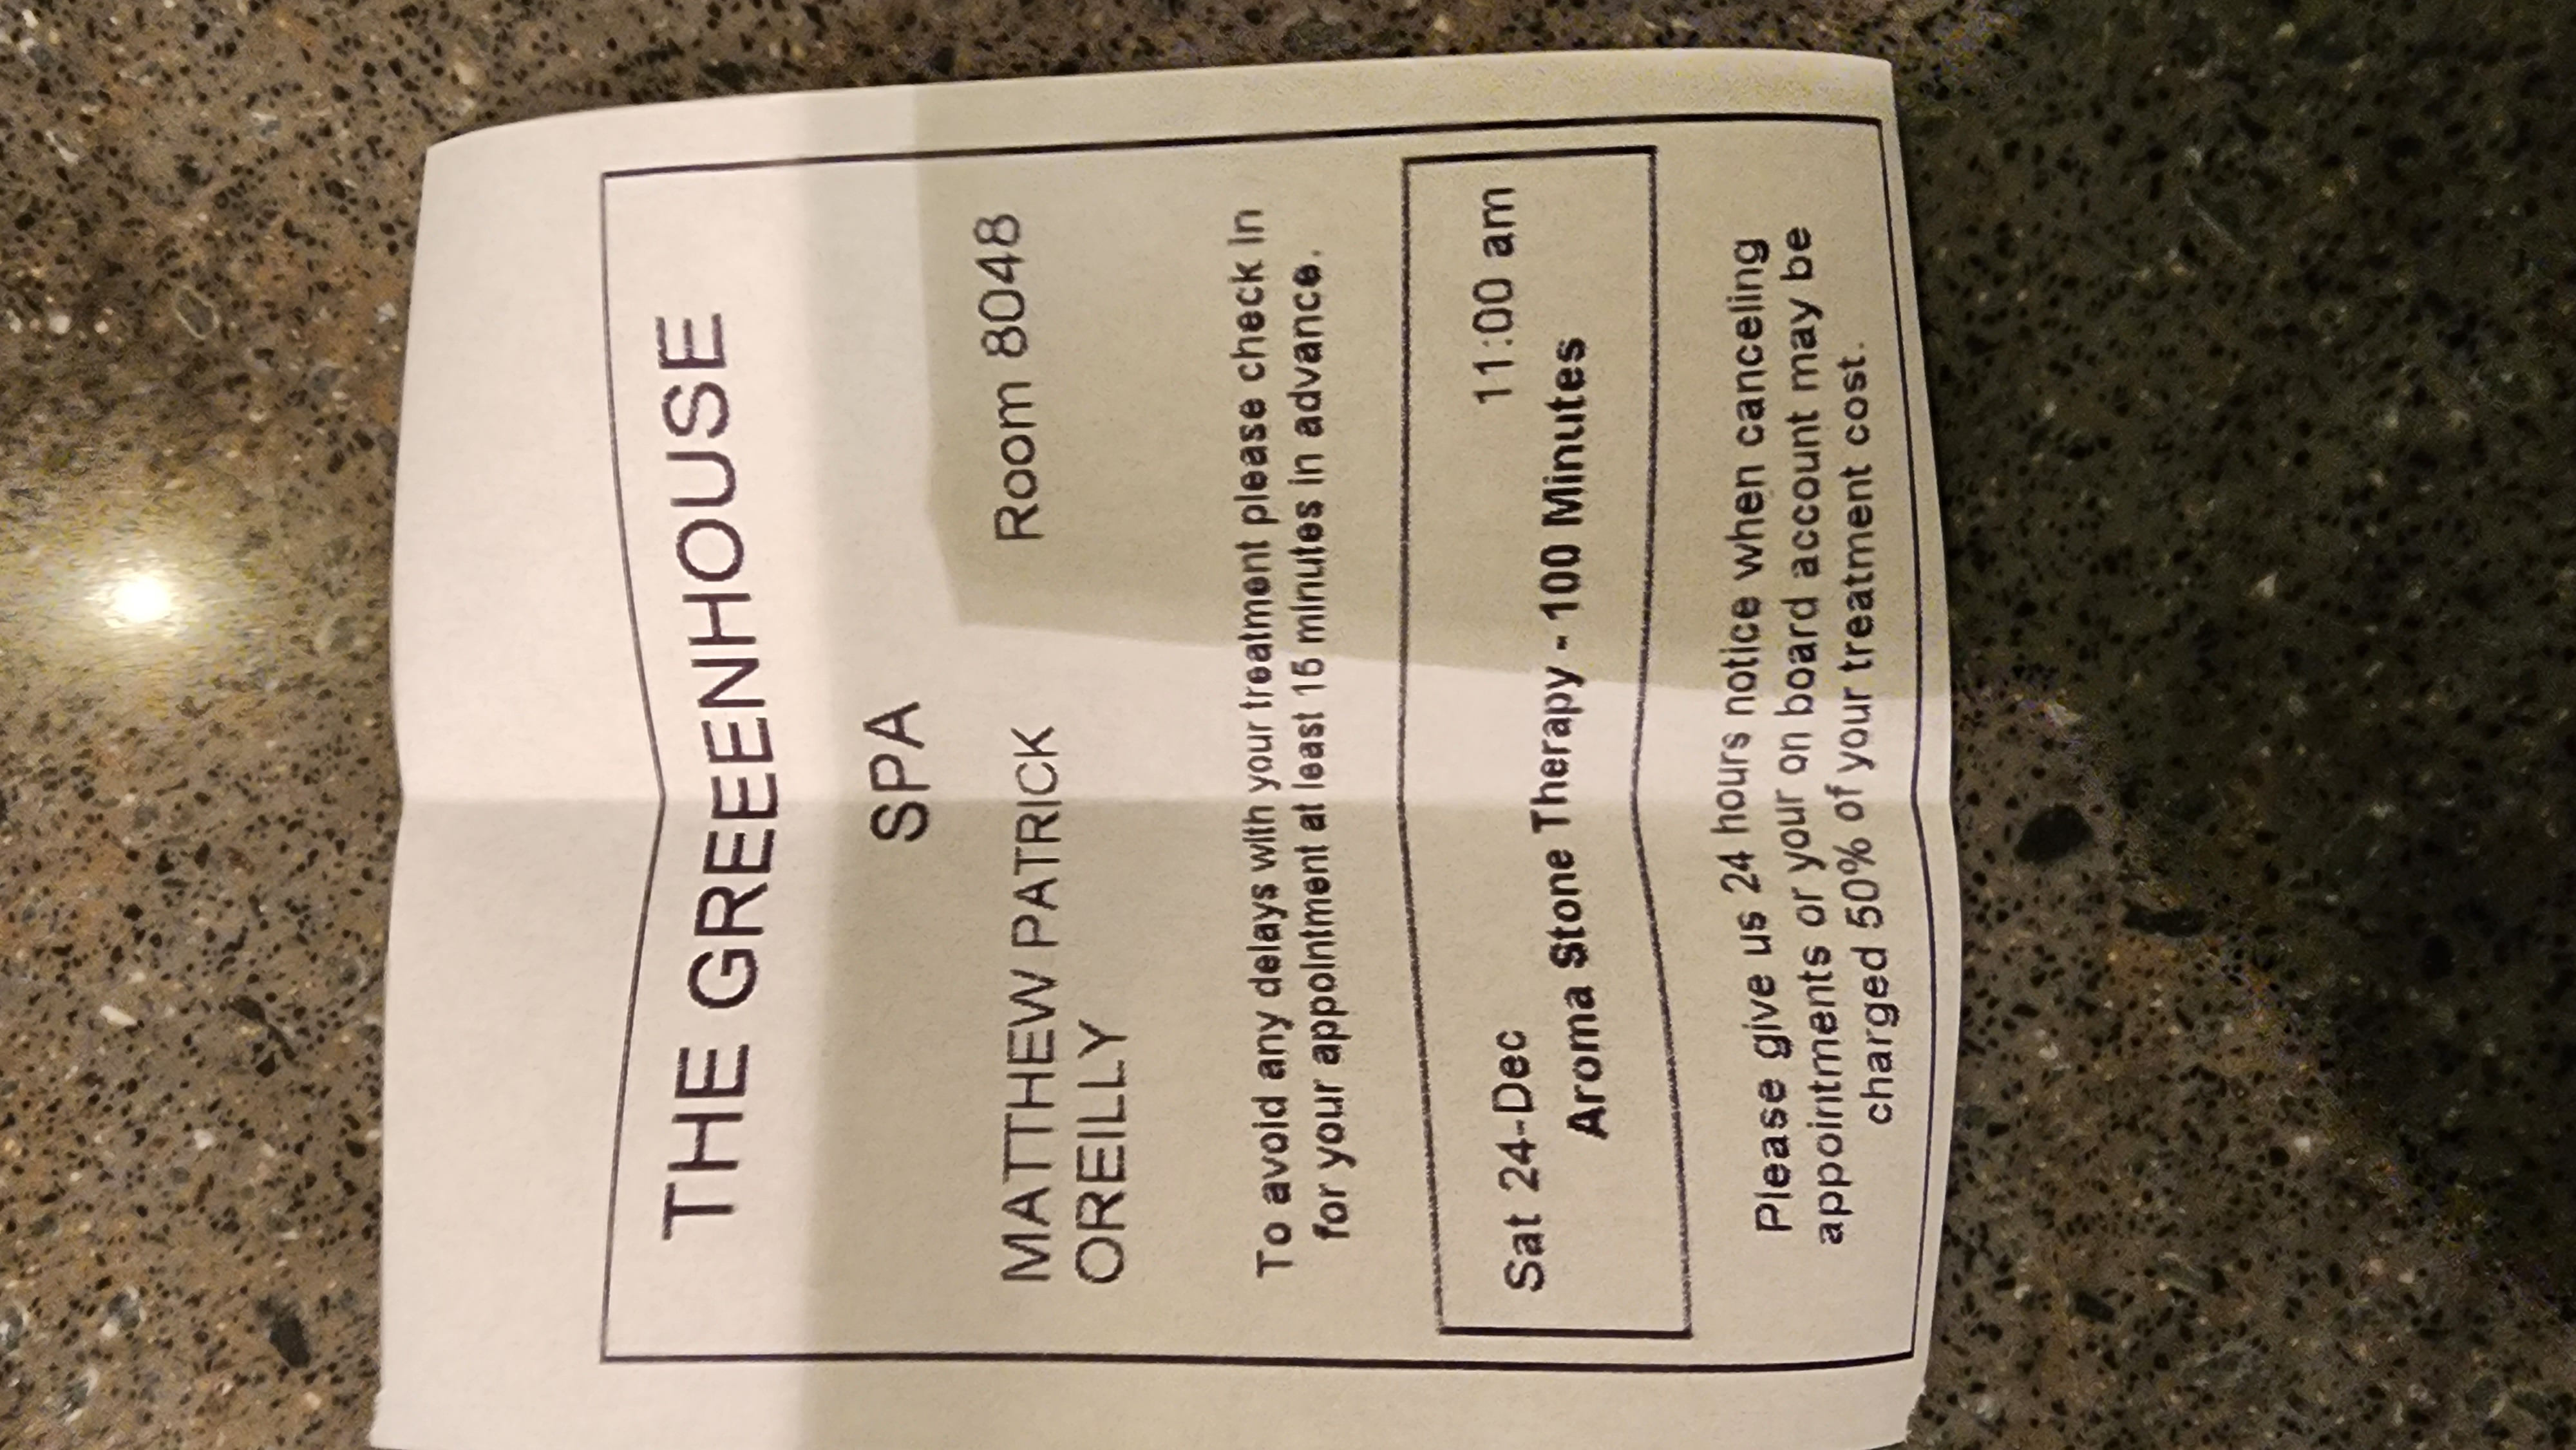 THE GREEENHOUSE
SPA
MATTHEW PATRICK OREILLY Room 8048
To avoid any delays with your treatment please check in
for your appointment at least 15 minutes in advance.
Sat 24-Dec 11:00 am
Aroma Stone Therapy - 100 Minutes
Please give us 24 hours notice when canceling
appointments or your on board account may be
charged 50% of your treatment cost.